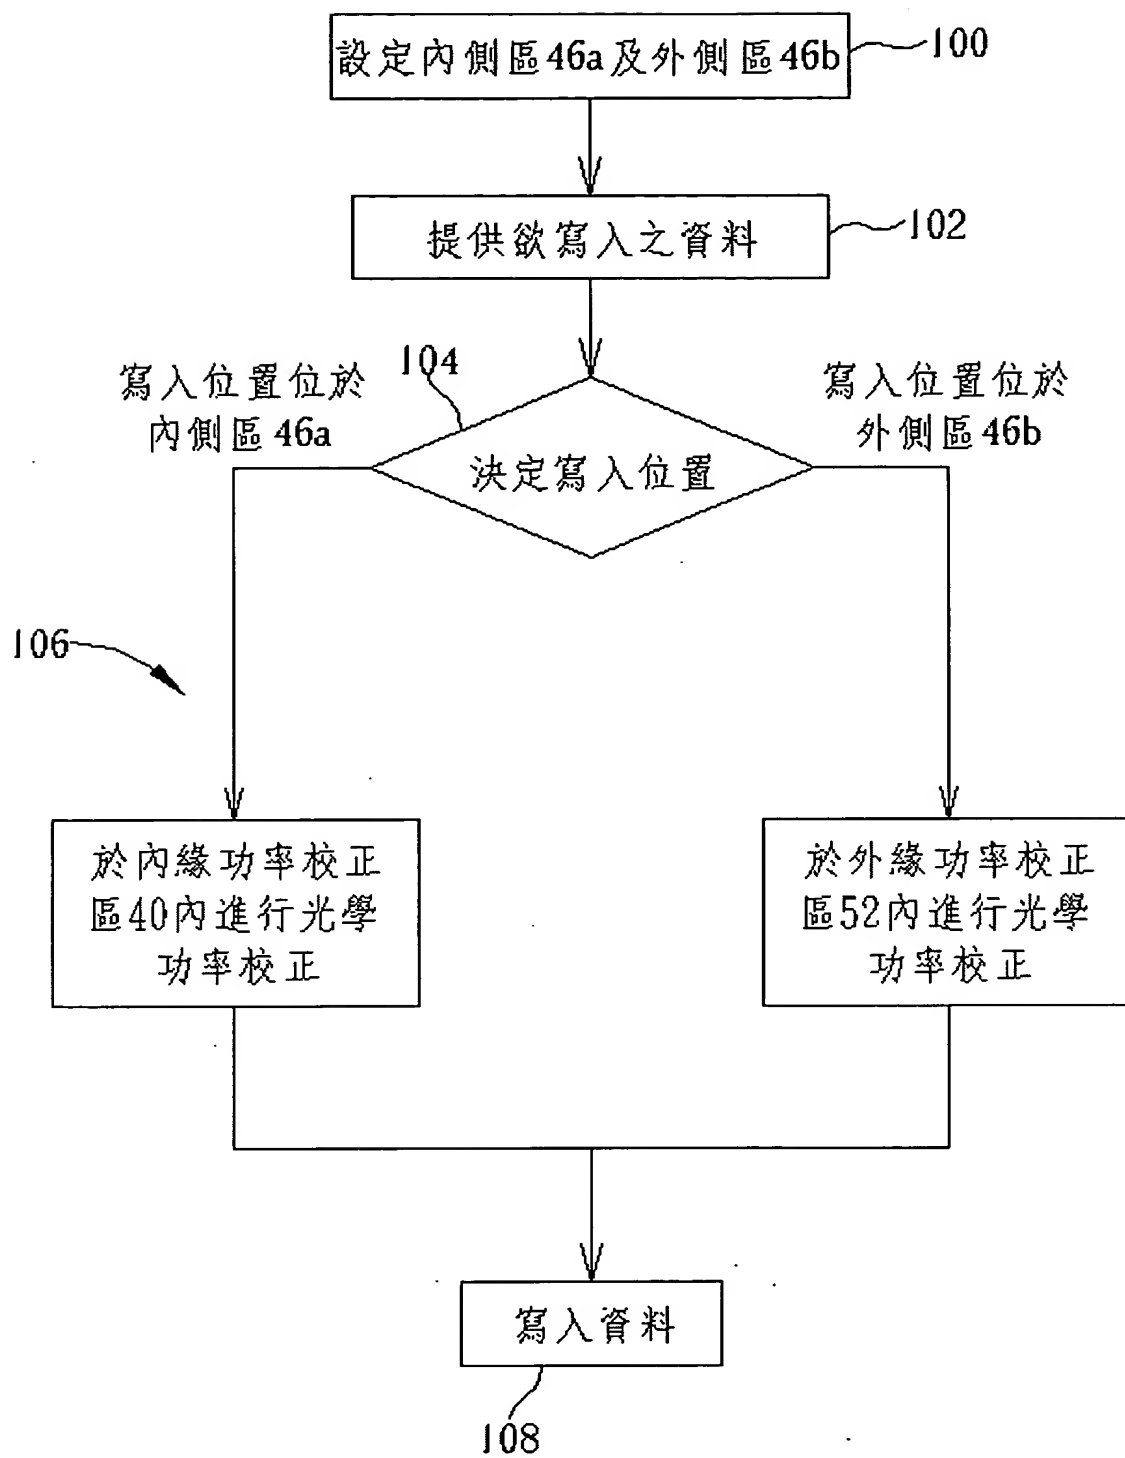 設定內側區46a及外側區46b
100
提供欲寫入之資料
102
104
寫入位置位於
內側區46a
寫入位置位於
外側區46b
決定寫入位置
106
於內緣功率校正
區40內進行光學
功率校正
於外緣功率校正
區52內進行光學
功率校正
寫入資料
108